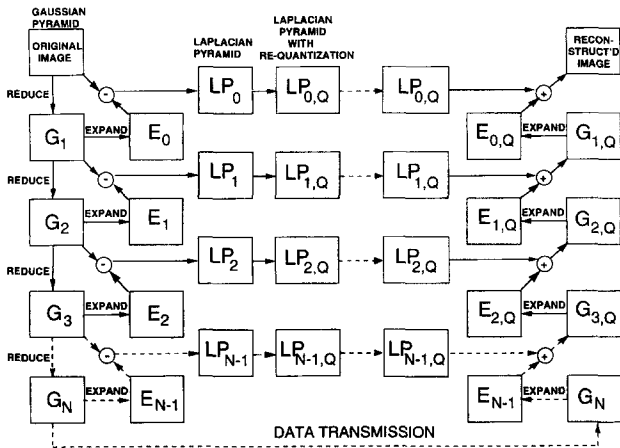 GAUSSIAN
PYRAMID
LAPLACIAN
PYRAMID
LAPLACIAN
PYRAMID
WITH
RE-QUANTIZATION
ORIGINAL
IMAGE
RECON-
STRUCT'D
IMAGE
REDUCE
LP0
LP0,Q
LP0,Q
G1
EXPAND
E0
E0,Q
EXPAND
G1,Q
REDUCE
LP1
LP1,Q
LP1,Q
G2
EXPAND
E1
E1,Q
EXPAND
G2,Q
REDUCE
LP2
LP2,Q
LP2,Q
G3
EXPAND
E2
E2,Q
EXPAND
G3,Q
REDUCE
LPN-1
LPN-1,Q
LPN-1,Q
GN
EXPAND
EN-1
EN-1
EXPAND
GN
DATA TRANSMISSION